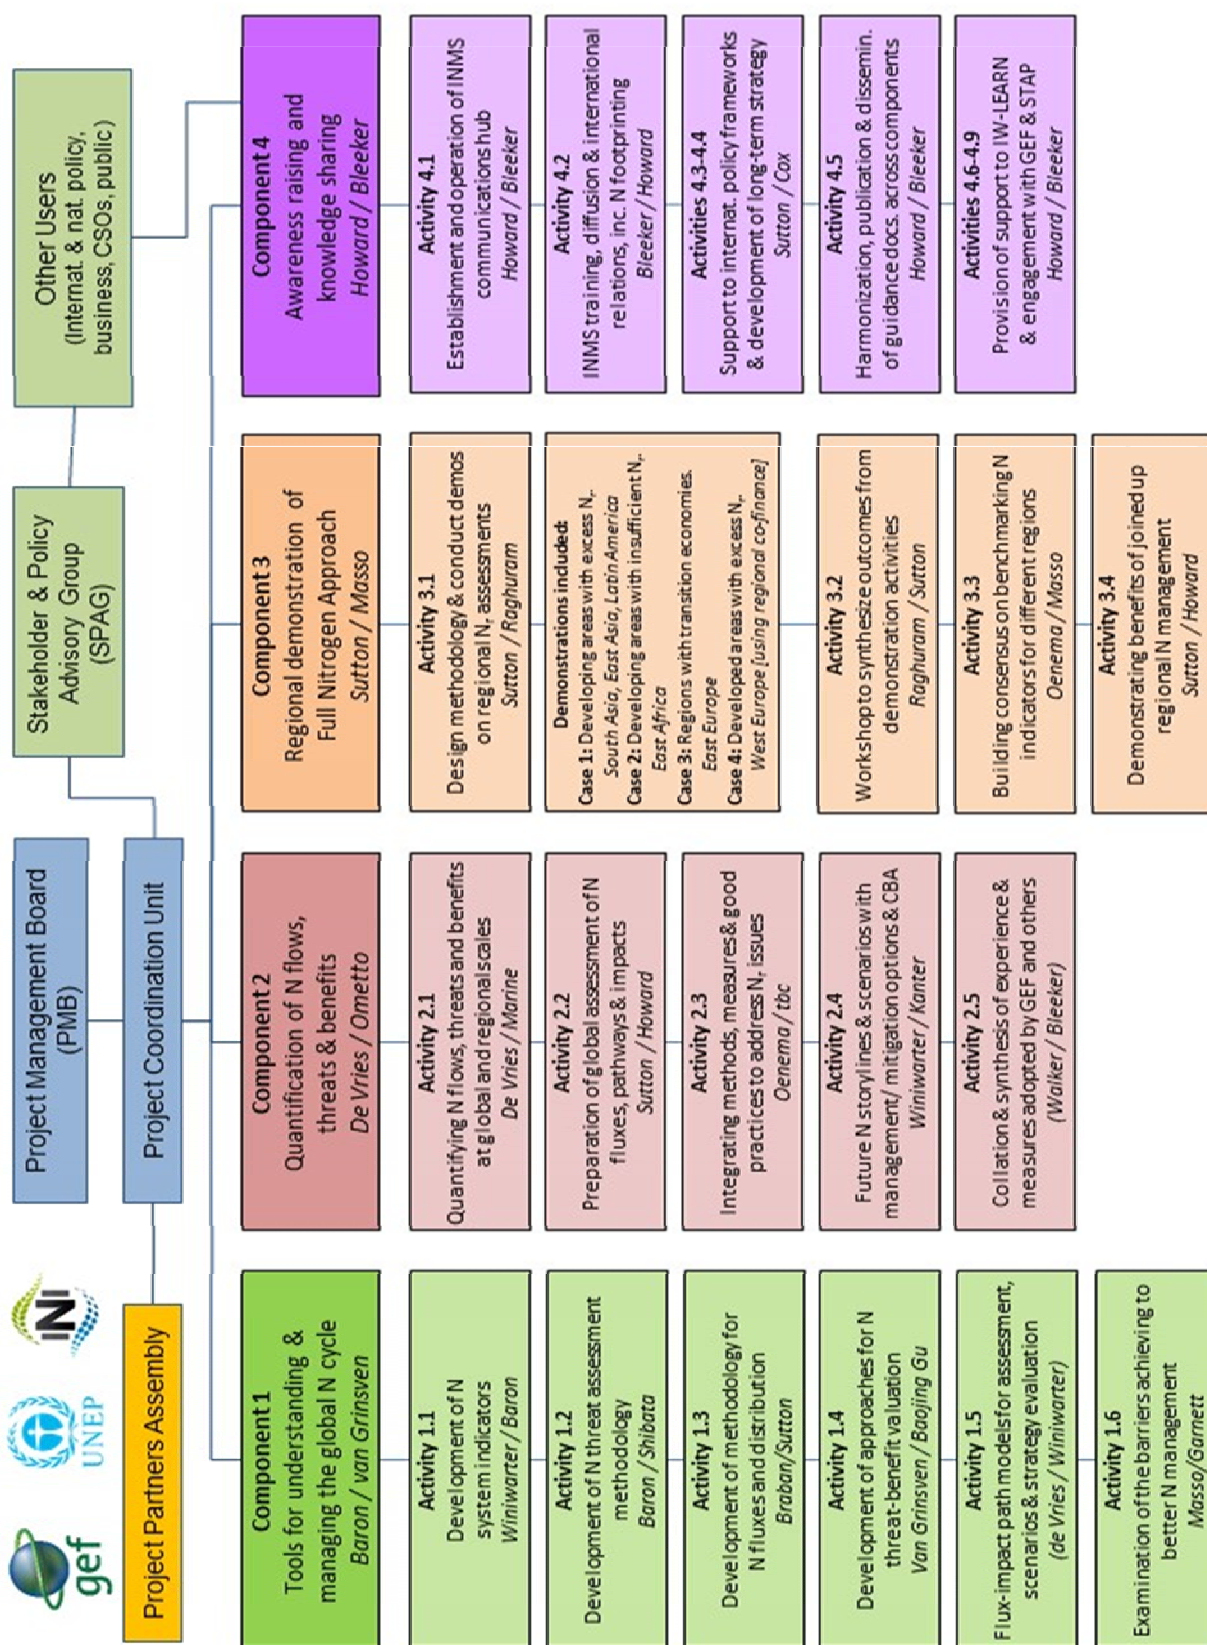 gef
UNEP
INI
Project Management Board
(PMB)
Stakeholder & Policy
Advisory Group
(SPAG)
Other Users
(Internat. & nat. policy,
business, CSOs, public)
Project Partners Assembly
Project Coordination Unit
Component 1
Tools for understanding &
managing the global N cycle
Baron / van Grinsven
Activity 1.1
Development of N
system indicators
Winiwarter / Baron
Activity 1.2
Development of N threat assessment
methodology
Baron / Shibata
Activity 1.3
Development of methodology for
N fluxes and distribution
Braban/Sutton
Activity 1.4
Development of approaches for N
threat-benefit valuation
Van Grinsven / Baojing Gu
Activity 1.5
Flux-impact path models for assessment,
scenarios & strategy evaluation
(de Vries / Winiwarter)
Activity 1.6
Examination of the barriers achieving to
better N management
Masso/Garnett
Component 2
Quantification of N flows,
threats & benefits
De Vries / Ometto
Activity 2.1
Quantifying N flows, threats and benefits
at global and regional scales
De Vries / Marine
Activity 2.2
Preparation of global assessment of N
fluxes, pathways & impacts
Sutton / Howard
Activity 2.3
Integrating methods, measures & good
practices to address Nr issues
Oenema / tbc
Activity 2.4
Future N storylines & scenarios with
management/ mitigation options & CBA
Winiwarter / Kanter
Activity 2.5
Collation & synthesis of experience &
measures adopted by GEF and others
(Walker / Bleeker)
Component 3
Regional demonstration of
Full Nitrogen Approach
Sutton / Masso
Activity 3.1
Design methodology & conduct demos
on regional Nr assessments
Sutton / Raghuram
Demonstrations included:
Case 1: Developing areas with excess Nr.
South Asia, East Asia, Latin America
Case 2: Developing areas with insufficient Nr.
East Africa
Case 3: Regions with transition economies.
East Europe
Case 4: Developed areas with excess Nr.
West Europe [using regional co-finance]
Activity 3.2
Workshop to synthesize outcomes from
demonstration activities
Raghuram / Sutton
Activity 3.3
Building consensus on benchmarking N
indicators for different regions
Oenema / Masso
Activity 3.4
Demonstrating benefits of joined up
regional N management
Sutton / Howard
Component 4
Awareness raising and
knowledge sharing
Howard / Bleeker
Activity 4.1
Establishment and operation of INMS
communications hub
Howard / Bleeker
Activity 4.2
INMS training, diffusion & international
relations, inc. N footprinting
Bleeker / Howard
Activities 4.3-4.4
Support to internat. policy frameworks
& development of long-term strategy
Sutton / Cox
Activity 4.5
Harmonization, publication & dissemin.
of guidance docs. across components
Howard / Bleeker
Activities 4.6-4.9
Provision of support to IW-LEARN
& engagement with GEF & STAP
Howard / Bleeker